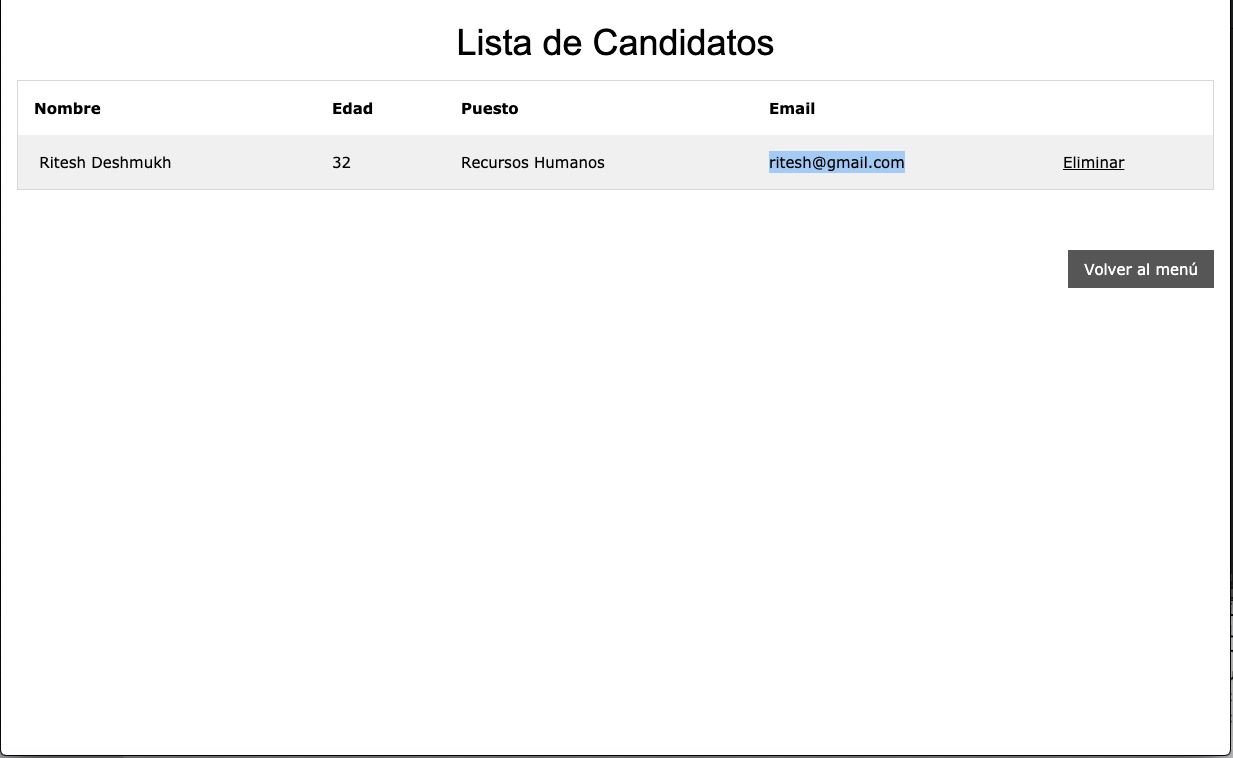 Lista de Candidatos
Nombre Edad Puesto Email
Ritesh Deshmukh 32 Recursos Humanos ritesh@gmail.com Eliminar
Volver al menú